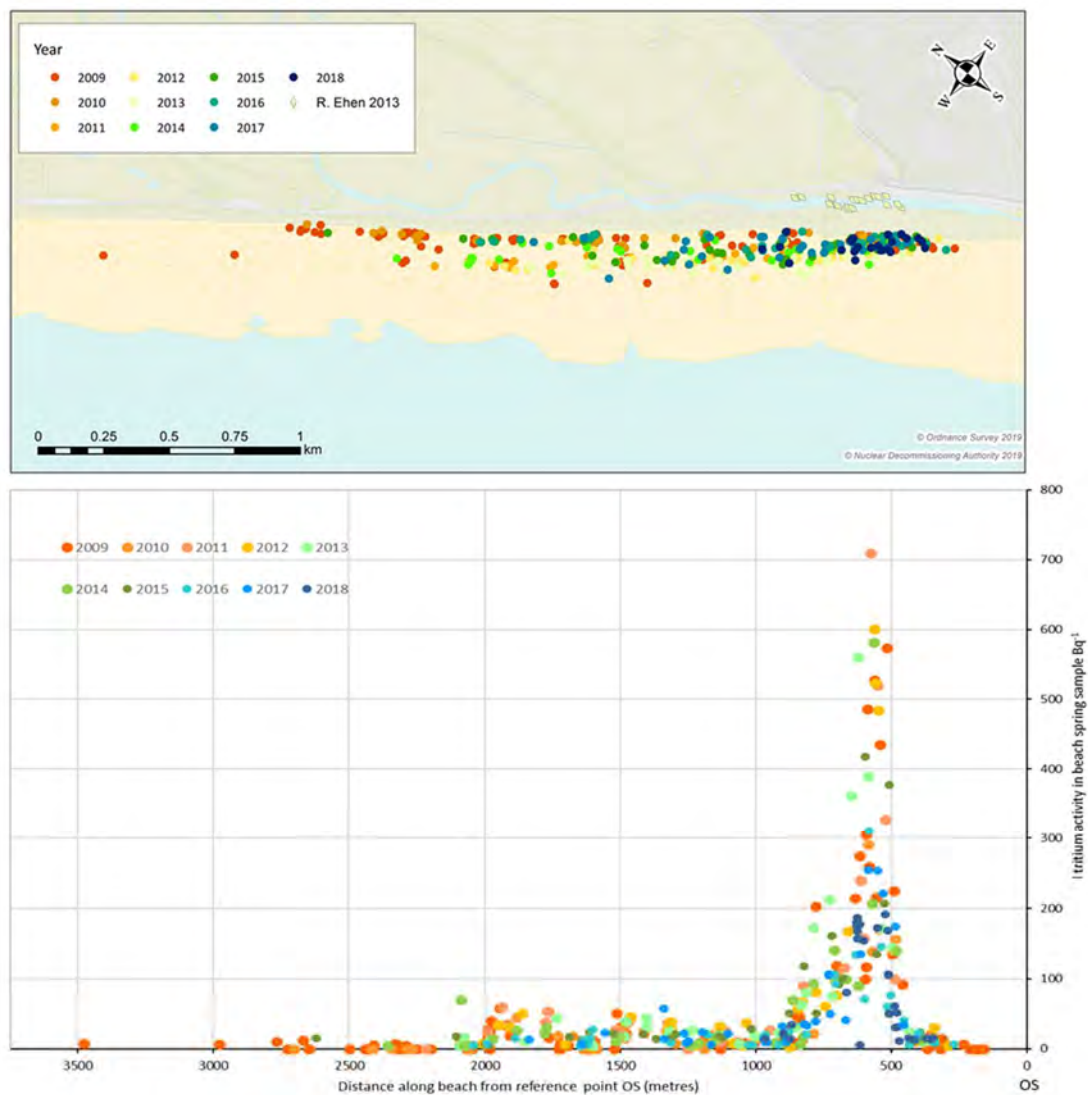 Year
2009 2012 2015 2018
2010 2013 2016 R. Ehen 2013
2011 2014 2017
N E
W S
0 0.25 0.5 0.75 1
km
© Ordnance Survey 2019
© Nuclear Decommissioning Authority 2019
2009 2010 2011 2012 2013
2014 2015 2016 2017 2018
800
700
600
500
400
300
200
100
0
tritium activity in beach spring sample Bq⁻¹
3500 3000 2500 2000 1500 1000 500 0
Distance along beach from reference point OS (metres)
OS